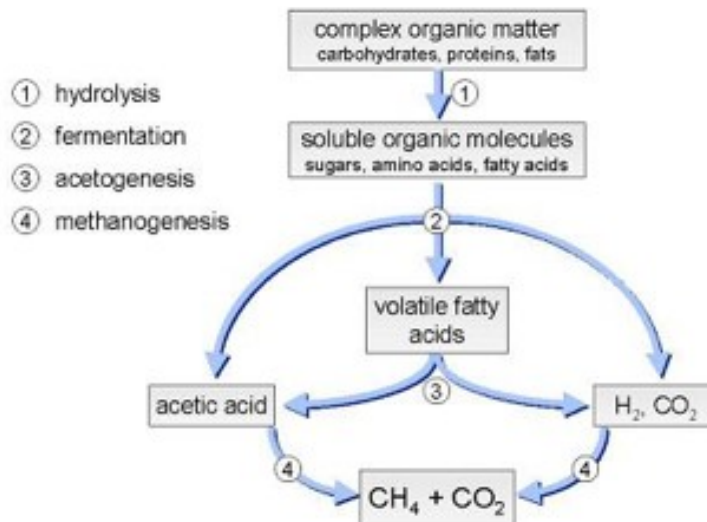 complex organic matter
carbohydrates, proteins, fats
① hydrolysis
② fermentation
③ acetogenesis
④ methanogenesis
①
soluble organic molecules
sugars, amino acids, fatty acids
②
volatile fatty
acids
③
acetic acid
H₂, CO₂
④
④
CH₄ + CO₂